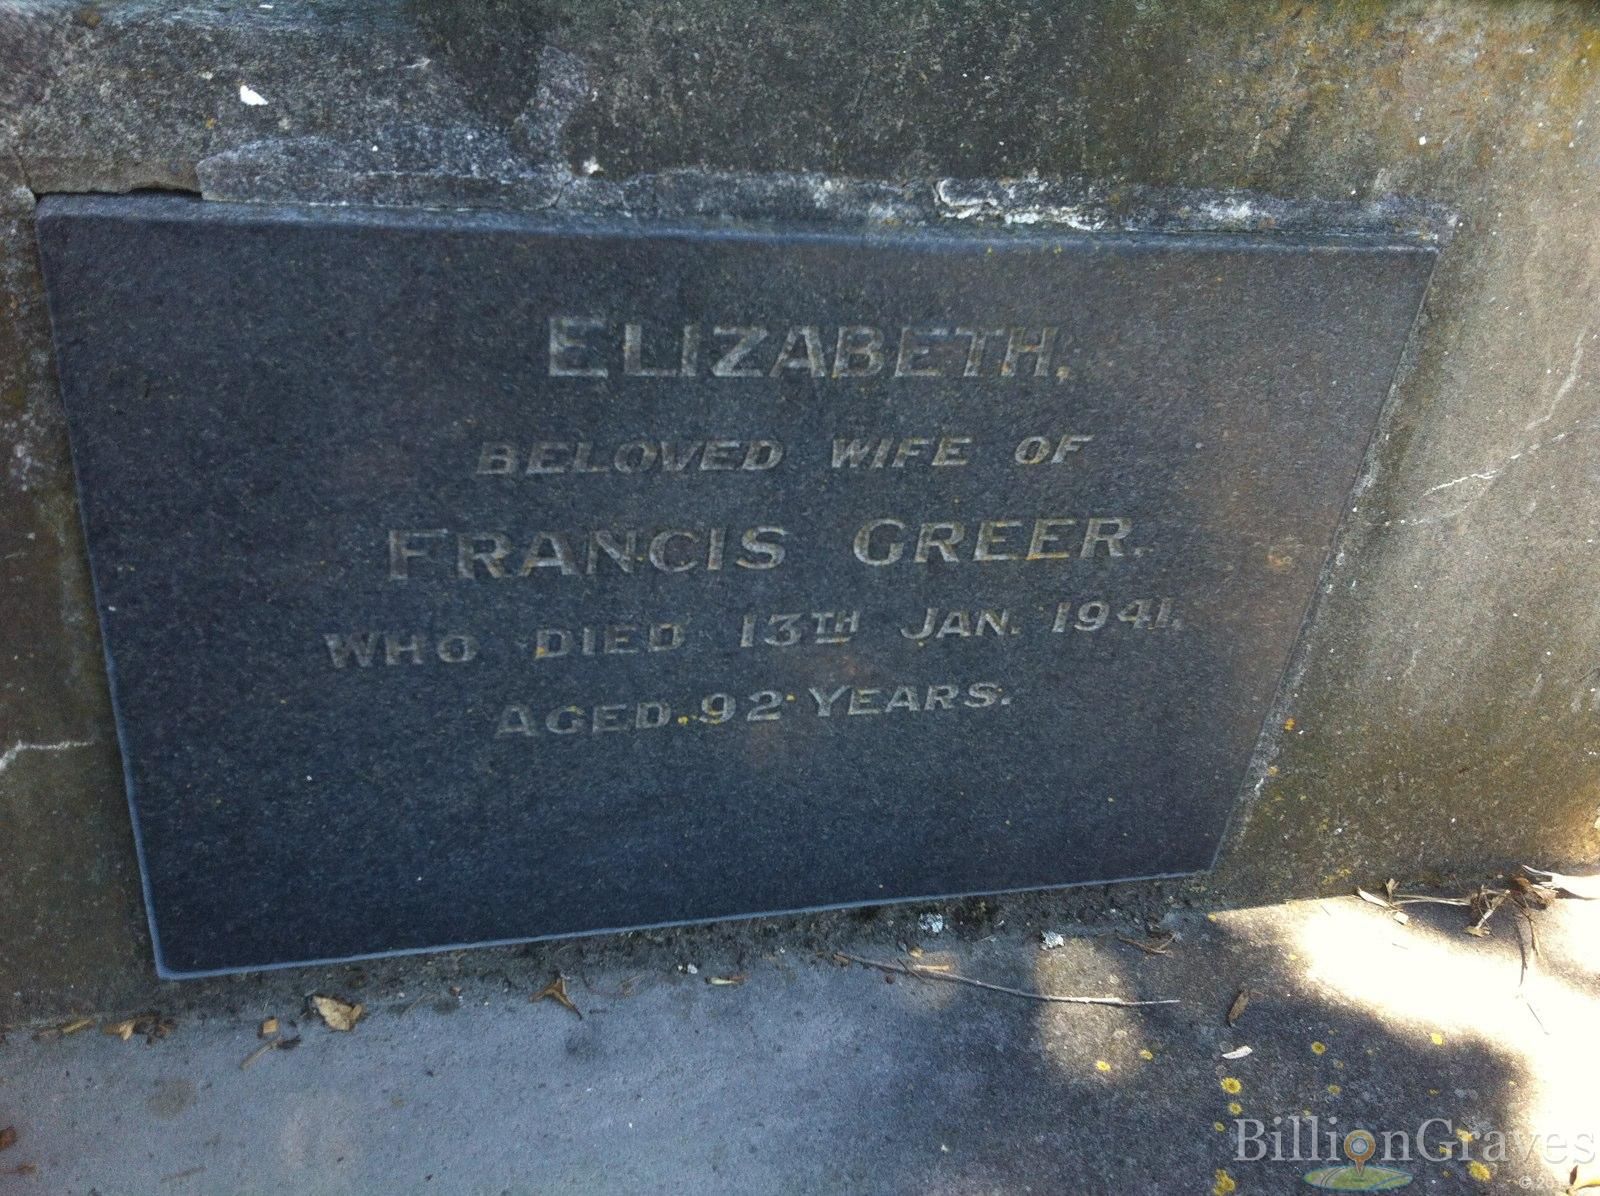 ELIZABETH,
BELOVED WIFE OF
FRANCIS GREER.
WHO DIED 13TH JAN. 1941.
AGED 92 YEARS.
BillionGraves